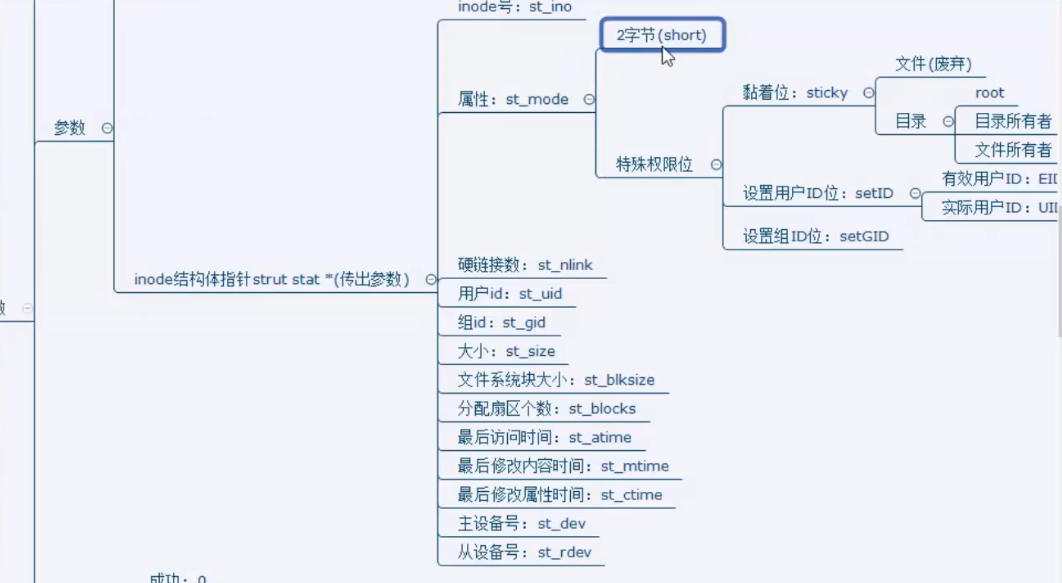 inode号：st_ino
2字节(short)
文件(废弃)
黏着位：sticky
root
属性：st_mode
目录
目录所有者
参数
文件所有者
特殊权限位
有效用户ID：
设置用户ID位：setID
实际用户ID：
设置组ID位：setGID
硬链接数：st_nlink
inode结构体指针strut stat *(传出参数)
用户id：st_uid
组id：st_gid
大小：st_size
文件系统块大小：st_blksize
分配扇区个数：st_blocks
最后访问时间：st_atime
最后修改内容时间：st_mtime
最后修改属性时间：st_ctime
主设备号：st_dev
从设备号：st_rdev
成功：0